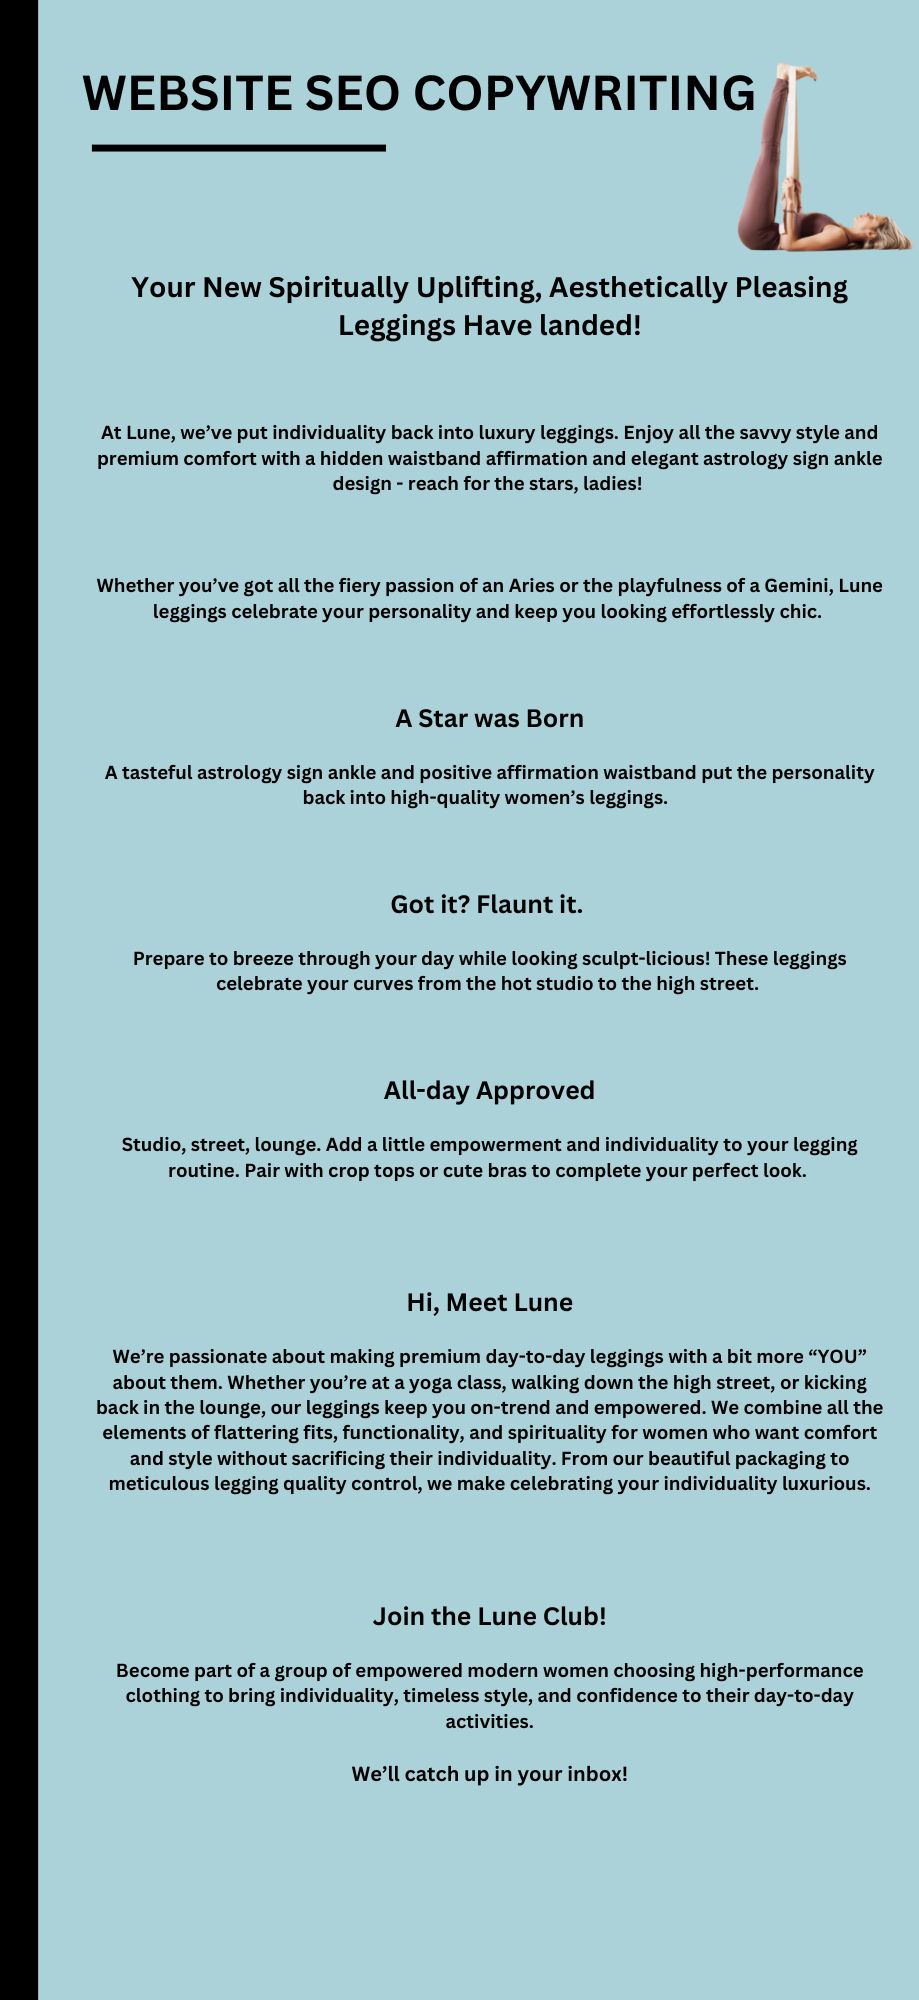 WEBSITE SEO COPYWRITING
Your New Spiritually Uplifting, Aesthetically Pleasing
Leggings Have landed!
At Lune, we’ve put individuality back into luxury leggings. Enjoy all the savvy style and
premium comfort with a hidden waistband affirmation and elegant astrology sign ankle
design - reach for the stars, ladies!
Whether you’ve got all the fiery passion of an Aries or the playfulness of a Gemini, Lune
leggings celebrate your personality and keep you looking effortlessly chic.
A Star was Born
A tasteful astrology sign ankle and positive affirmation waistband put the personality
back into high-quality women’s leggings.
Got it? Flaunt it.
Prepare to breeze through your day while looking sculpt-licious! These leggings
celebrate your curves from the hot studio to the high street.
All-day Approved
Studio, street, lounge. Add a little empowerment and individuality to your legging
routine. Pair with crop tops or cute bras to complete your perfect look.
Hi, Meet Lune
We’re passionate about making premium day-to-day leggings with a bit more “YOU”
about them. Whether you’re at a yoga class, walking down the high street, or kicking
back in the lounge, our leggings keep you on-trend and empowered. We combine all the
elements of flattering fits, functionality, and spirituality for women who want comfort
and style without sacrificing their individuality. From our beautiful packaging to
meticulous legging quality control, we make celebrating your individuality luxurious.
Join the Lune Club!
Become part of a group of empowered modern women choosing high-performance
clothing to bring individuality, timeless style, and confidence to their day-to-day
activities.
We’ll catch up in your inbox!